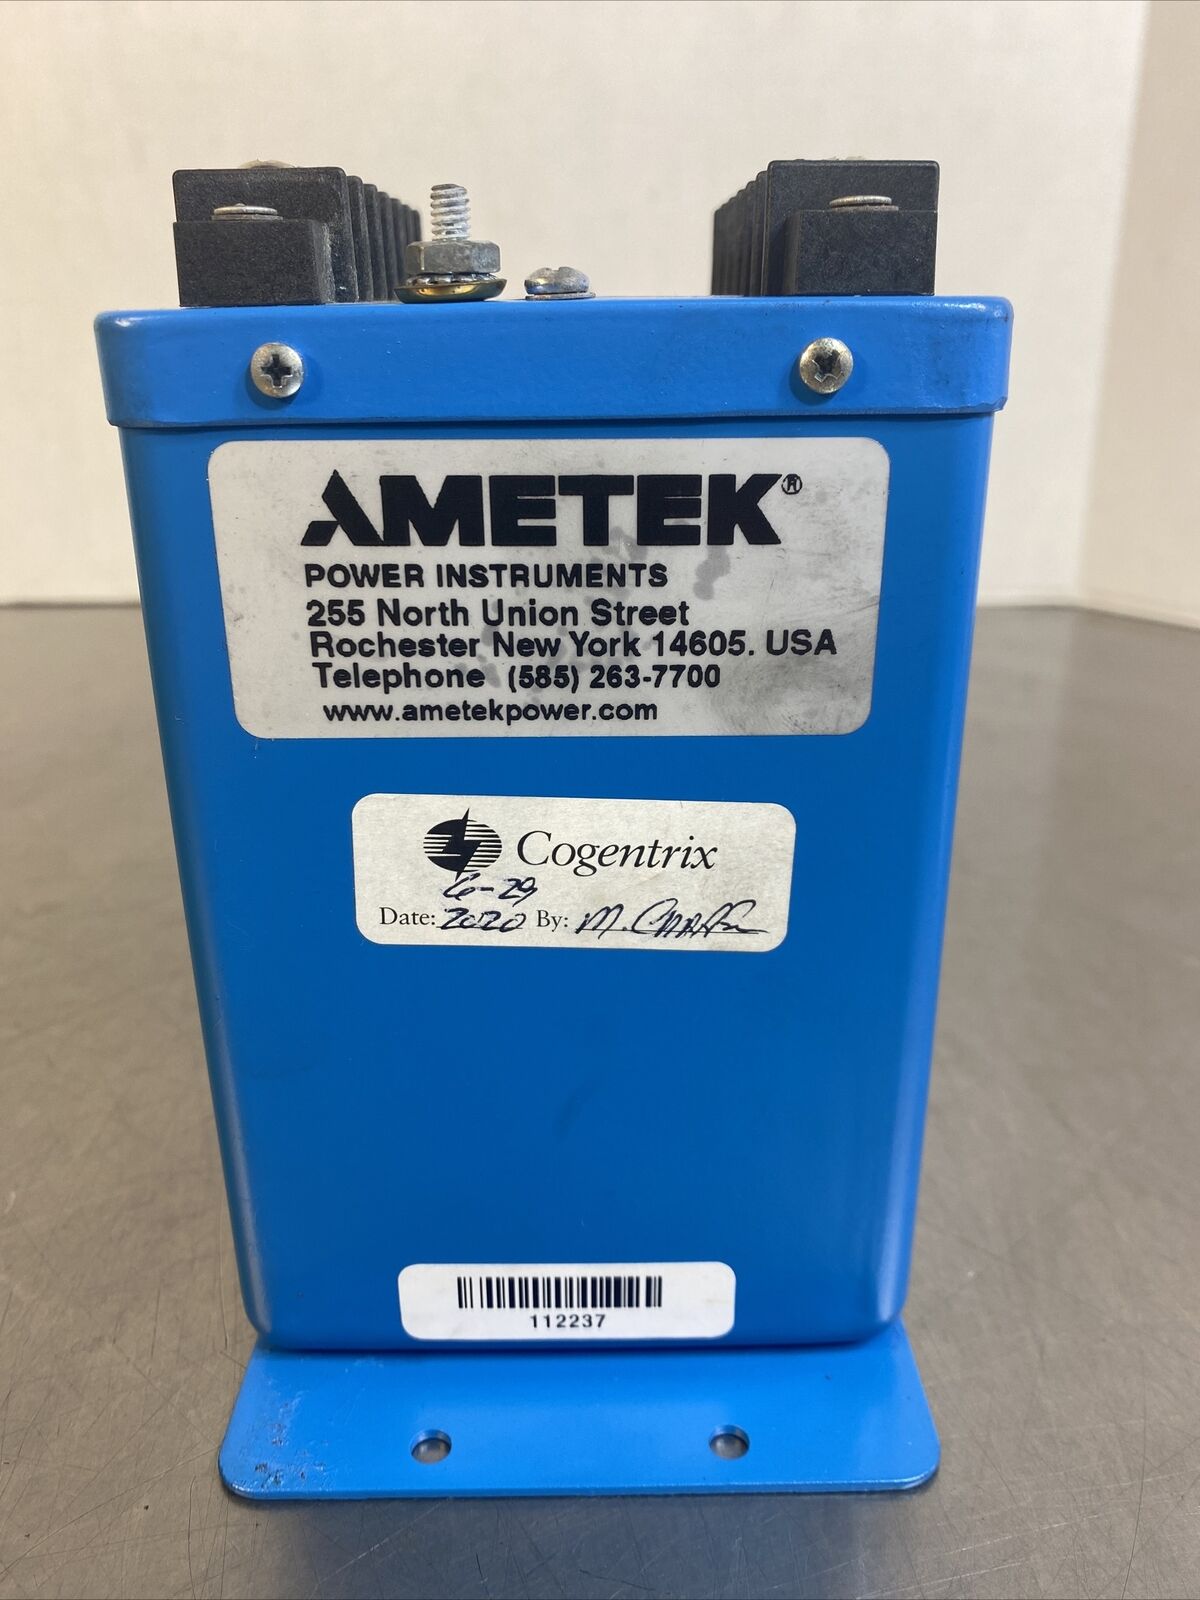 AMETEK®
POWER INSTRUMENTS
255 North Union Street
Rochester New York 14605. USA
Telephone (585) 263-7700
www.ametekpower.com
Cogentrix
6-29
Date: 2020 By: M.
112237